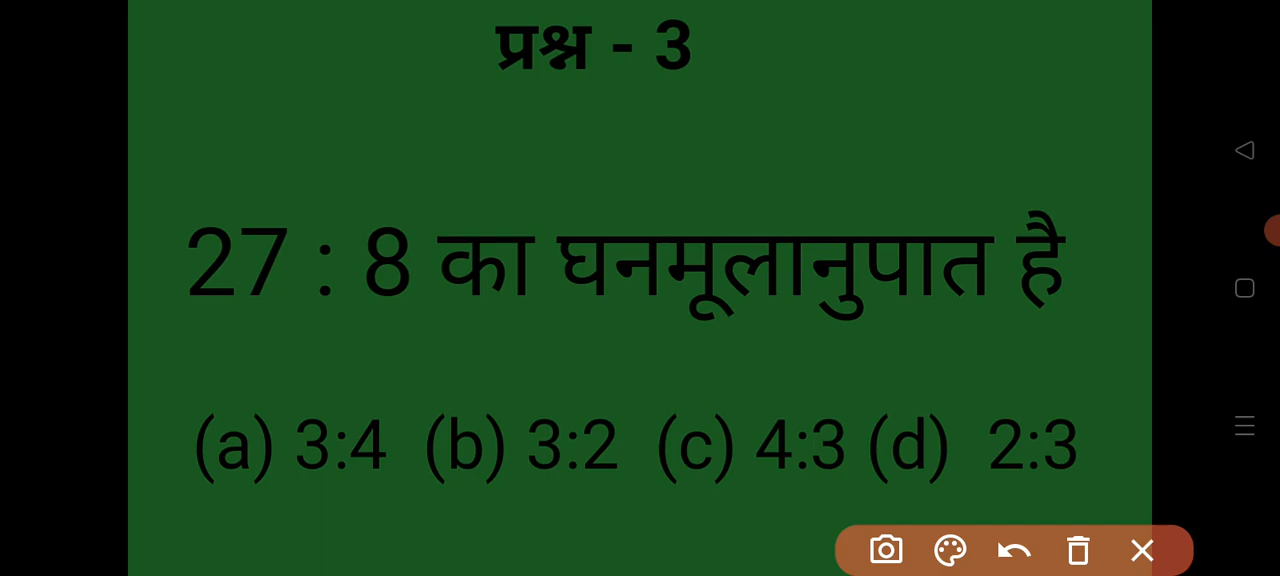 प्रश्न - 3
27 : 8 का घनमूलानुपात है
(a) 3:4 (b) 3:2 (c) 4:3 (d) 2:3